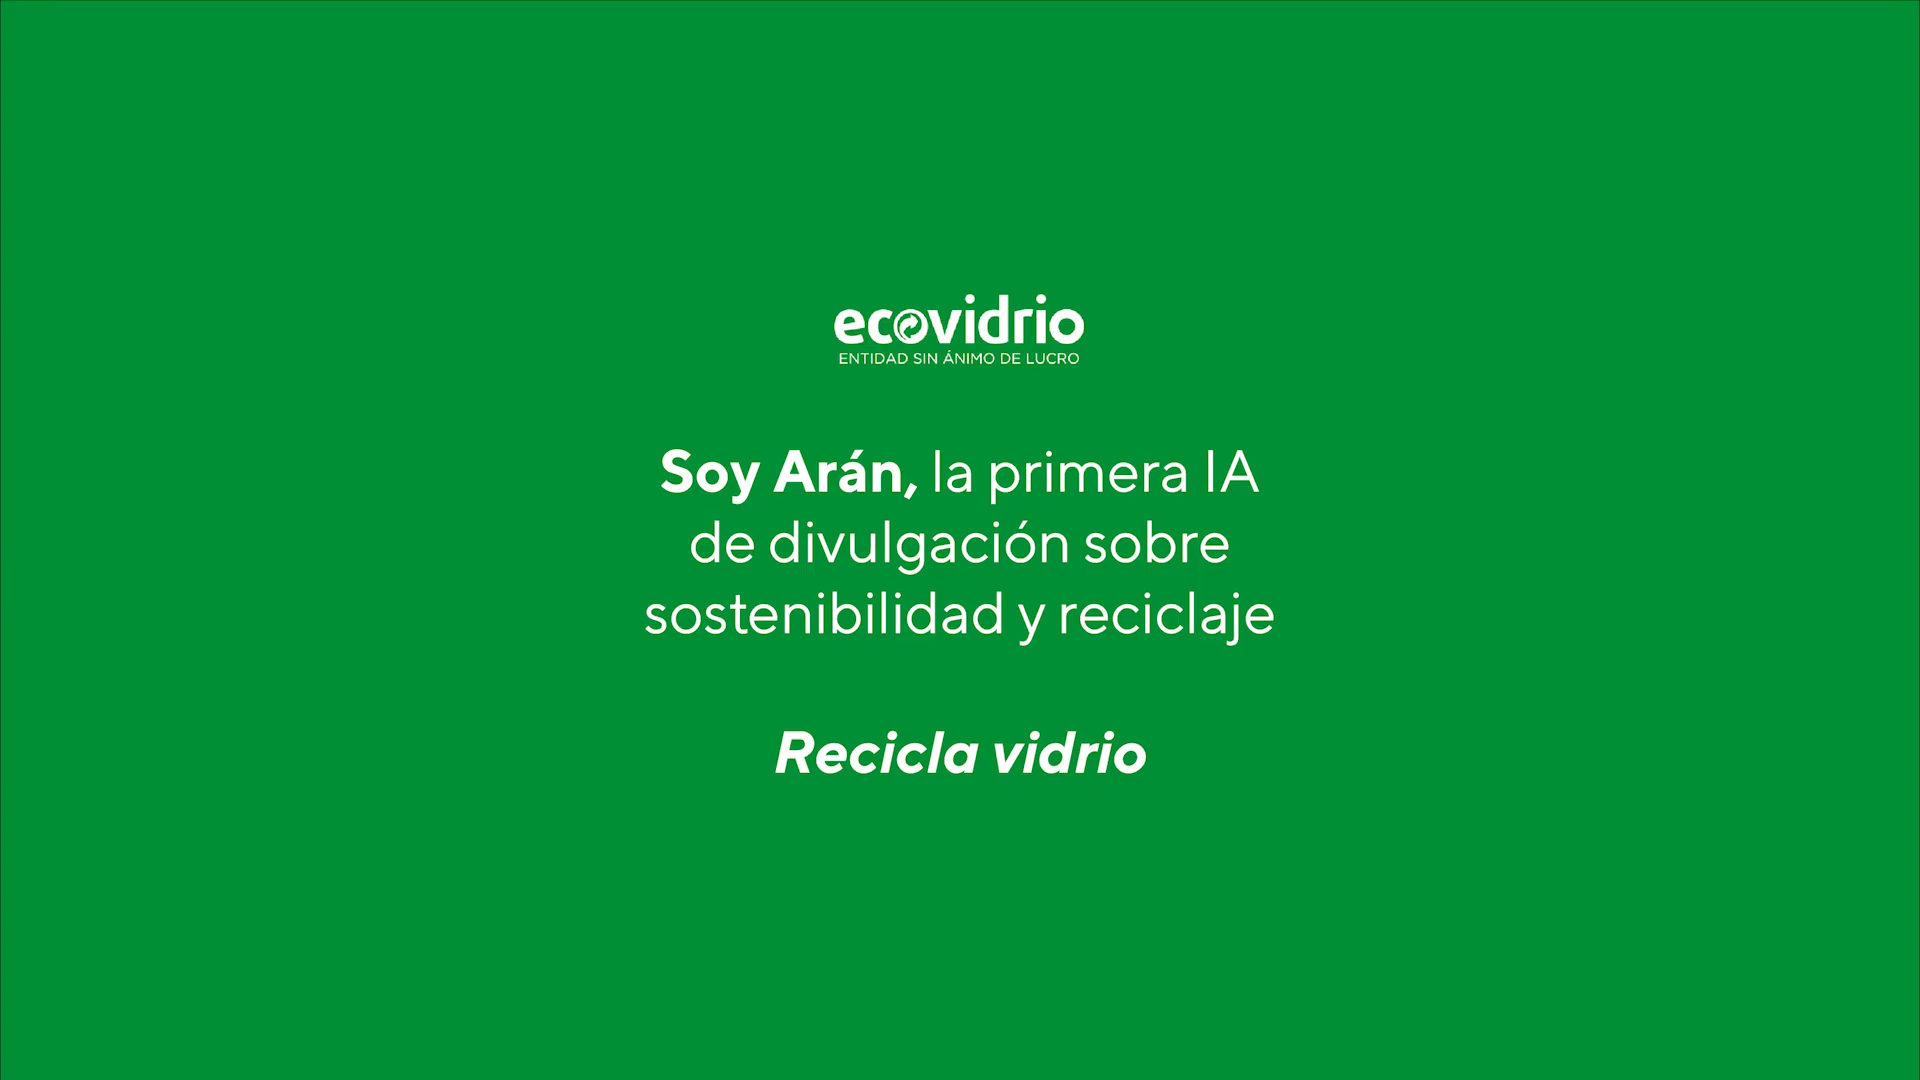 ecovidrio
ENTIDAD SIN ÁNIMO DE LUCRO
Soy Arán, la primera IA
de divulgación sobre
sostenibilidad y reciclaje
Recicla vidrio